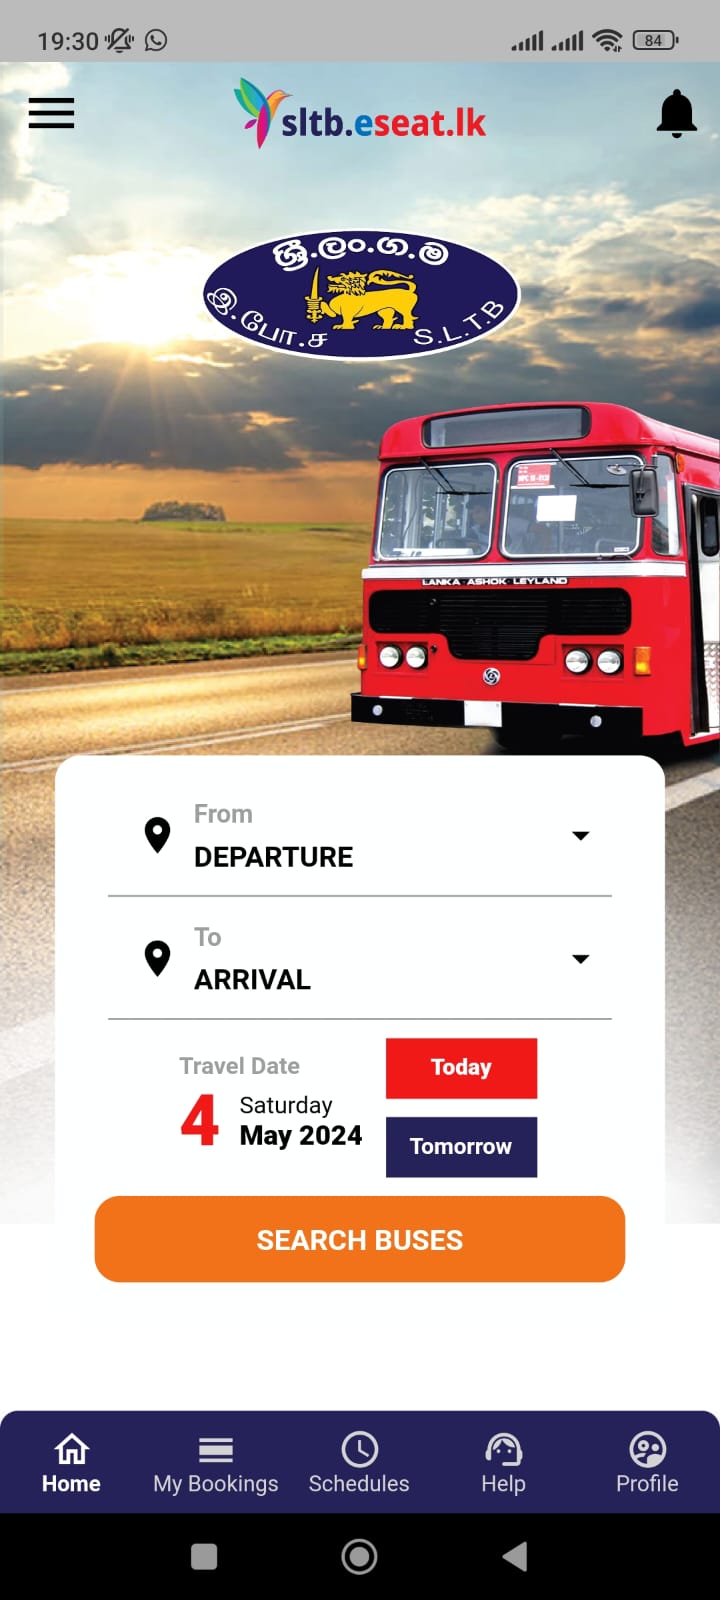 19:30
84
sltb.eseat.lk
ශ්‍රී.ලං.ග.ම
இ.போ.ச
S.L.T.B
LANKA ASHOK LEYLAND
From
DEPARTURE
To
ARRIVAL
Travel Date
Today
4
Saturday
May 2024
Tomorrow
SEARCH BUSES
Home
My Bookings
Schedules
Help
Profile